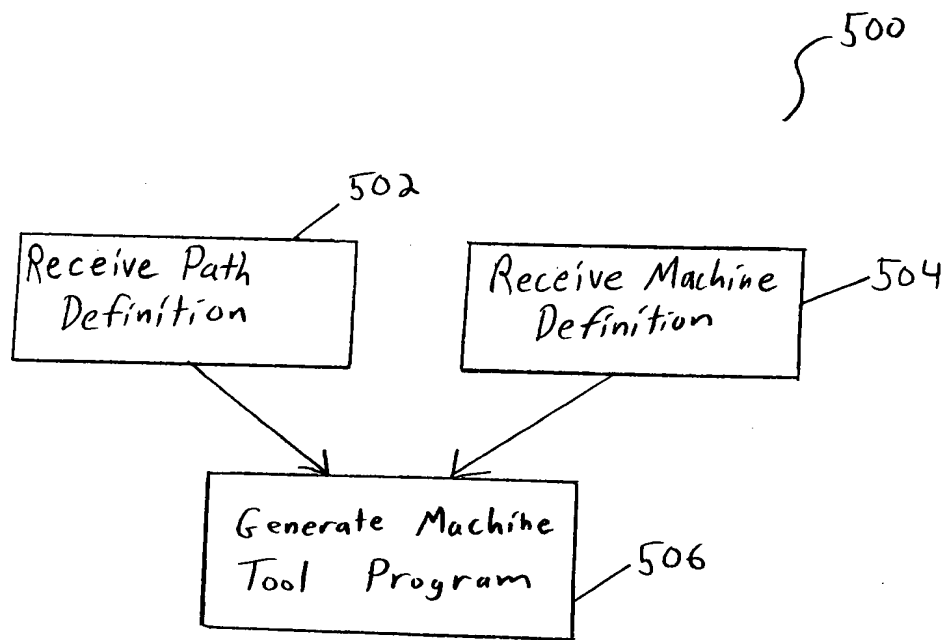 500
502
Receive Path
Definition
Receive Machine
Definition
504
Generate Machine
Tool Program
506